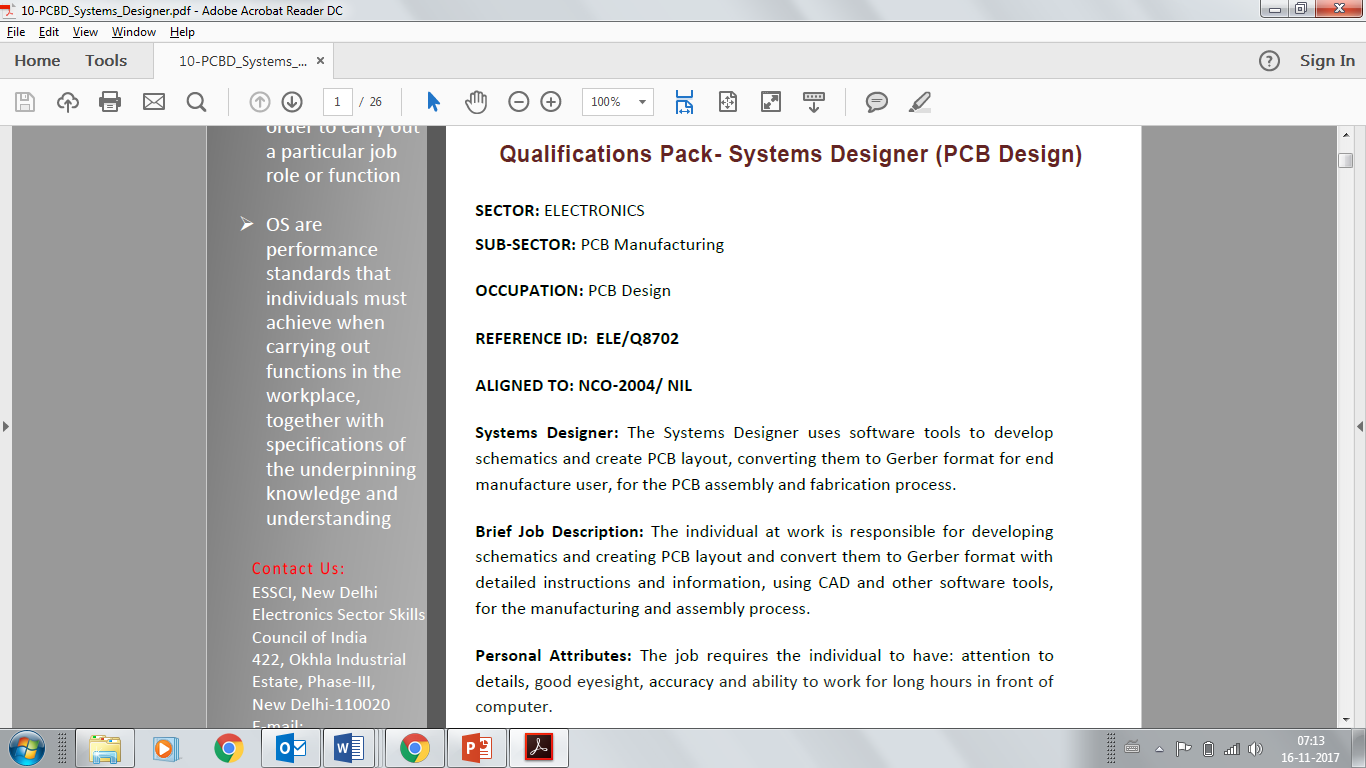 10-PCBD_Systems_Designer.pdf - Adobe Acrobat Reader DC
File Edit View Window Help
Home Tools 10-PCBD_Systems_... × Sign In
1 / 26 100%
order to carry out
a particular job
role or function
OS are
performance
standards that
individuals must
achieve when
carrying out
functions in the
workplace,
together with
specifications of
the underpinning
knowledge and
understanding
Contact Us:
ESSCI, New Delhi
Electronics Sector Skills
Council of India
422, Okhla Industrial
Estate, Phase-III,
New Delhi-110020
E-mail:
Qualifications Pack- Systems Designer (PCB Design)
SECTOR: ELECTRONICS
SUB-SECTOR: PCB Manufacturing
OCCUPATION: PCB Design
REFERENCE ID: ELE/Q8702
ALIGNED TO: NCO-2004/ NIL
Systems Designer: The Systems Designer uses software tools to develop
schematics and create PCB layout, converting them to Gerber format for end
manufacture user, for the PCB assembly and fabrication process.
Brief Job Description: The individual at work is responsible for developing
schematics and creating PCB layout and convert them to Gerber format with
detailed instructions and information, using CAD and other software tools,
for the manufacturing and assembly process.
Personal Attributes: The job requires the individual to have: attention to
details, good eyesight, accuracy and ability to work for long hours in front of
computer.
07:13
16-11-2017